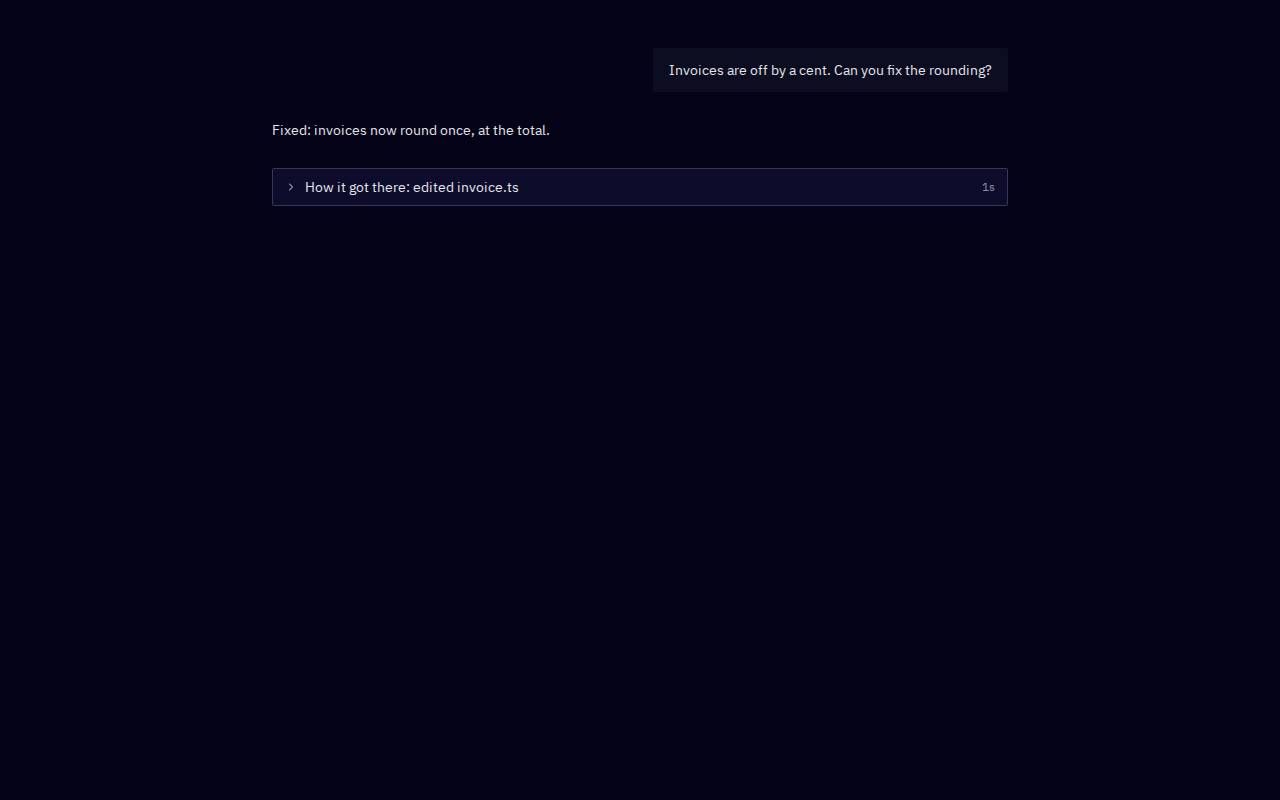 Invoices are off by a cent. Can you fix the rounding?
Fixed: invoices now round once, at the total.
How it got there: edited invoice.ts
1s